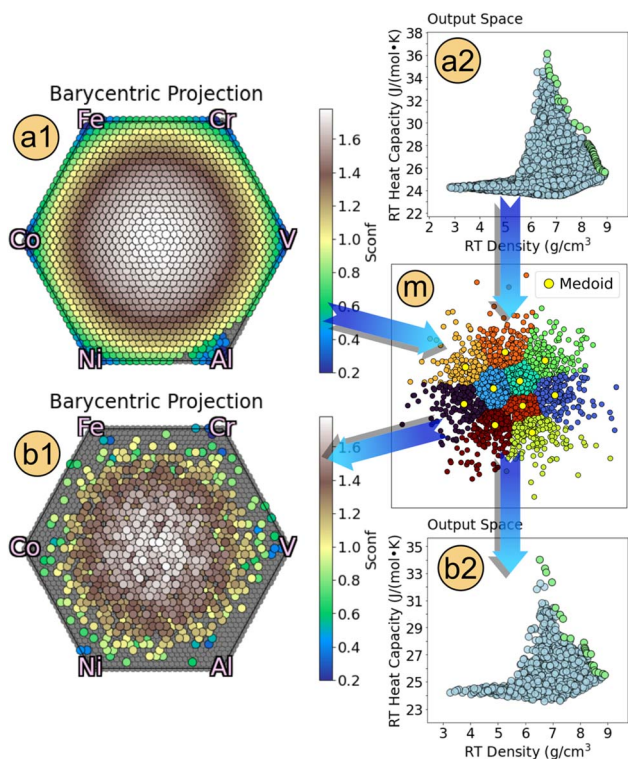 Output Space
a2
RT Heat Capacity (J/(mol•K)
38
36
34
32
30
28
26
24
22
2 3 4 5 6 7 8 9
RT Density (g/cm³
Barycentric Projection
a1
Fe Cr
Co V
Ni Al
1.6
1.4
1.2
1.0
0.8
0.6
0.4
0.2
Sconf
m
Medoid
Barycentric Projection
b1
Fe Cr
Co V
Ni Al
1.6
1.4
1.2
1.0
0.8
0.6
0.4
0.2
Sconf
Output Space
b2
RT Heat Capacity (J/(mol•K)
35
33
31
29
27
25
23
3 4 5 6 7 8 9
RT Density (g/cm³